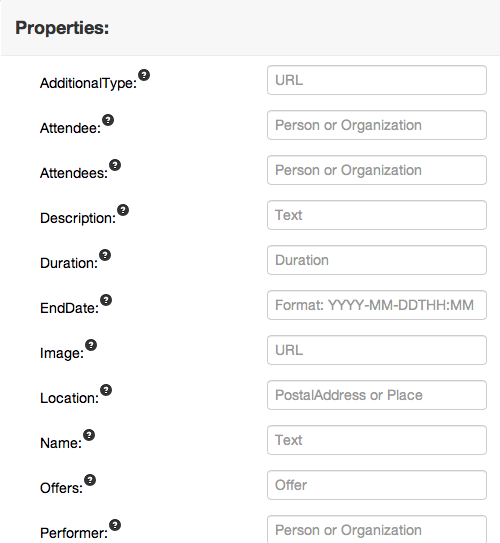 Properties:
AdditionalType: ? URL
Attendee: ? Person or Organization
Attendees: ? Person or Organization
Description: ? Text
Duration: ? Duration
EndDate: ? Format: YYYY-MM-DDTHH:MM
Image: ? URL
Location: ? PostalAddress or Place
Name: ? Text
Offers: ? Offer
Performer: ? Person or Organization